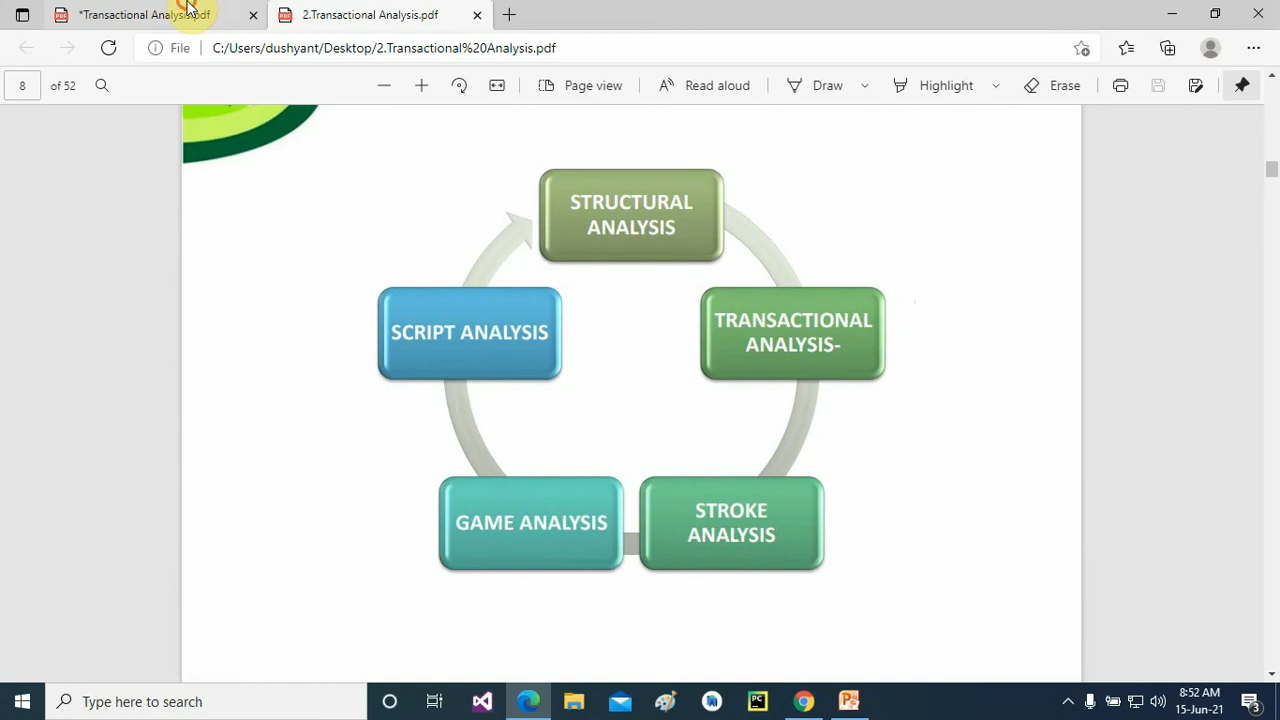 *Transactional Analysis.pdf
2.Transactional Analysis.pdf
File
C:/Users/dushyant/Desktop/2.Transactional%20Analysis.pdf
8 of 52
Page view
Read aloud
Draw
Highlight
Erase
STRUCTURAL
ANALYSIS
TRANSACTIONAL
ANALYSIS-
STROKE
ANALYSIS
GAME ANALYSIS
SCRIPT ANALYSIS
Type here to search
PC
8:52 AM
15-Jun-21
3